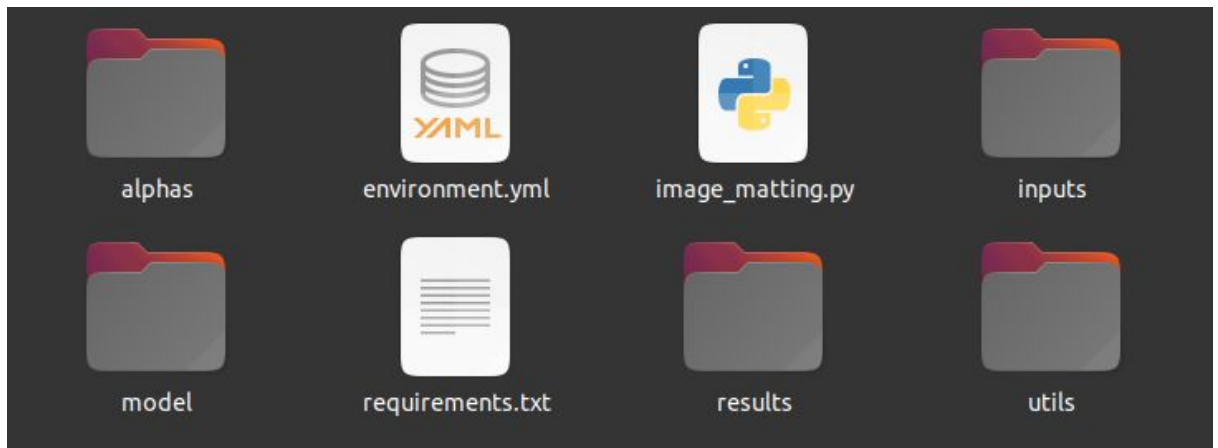 YAML
alphas environment.yml image_matting.py inputs
model requirements.txt results utils